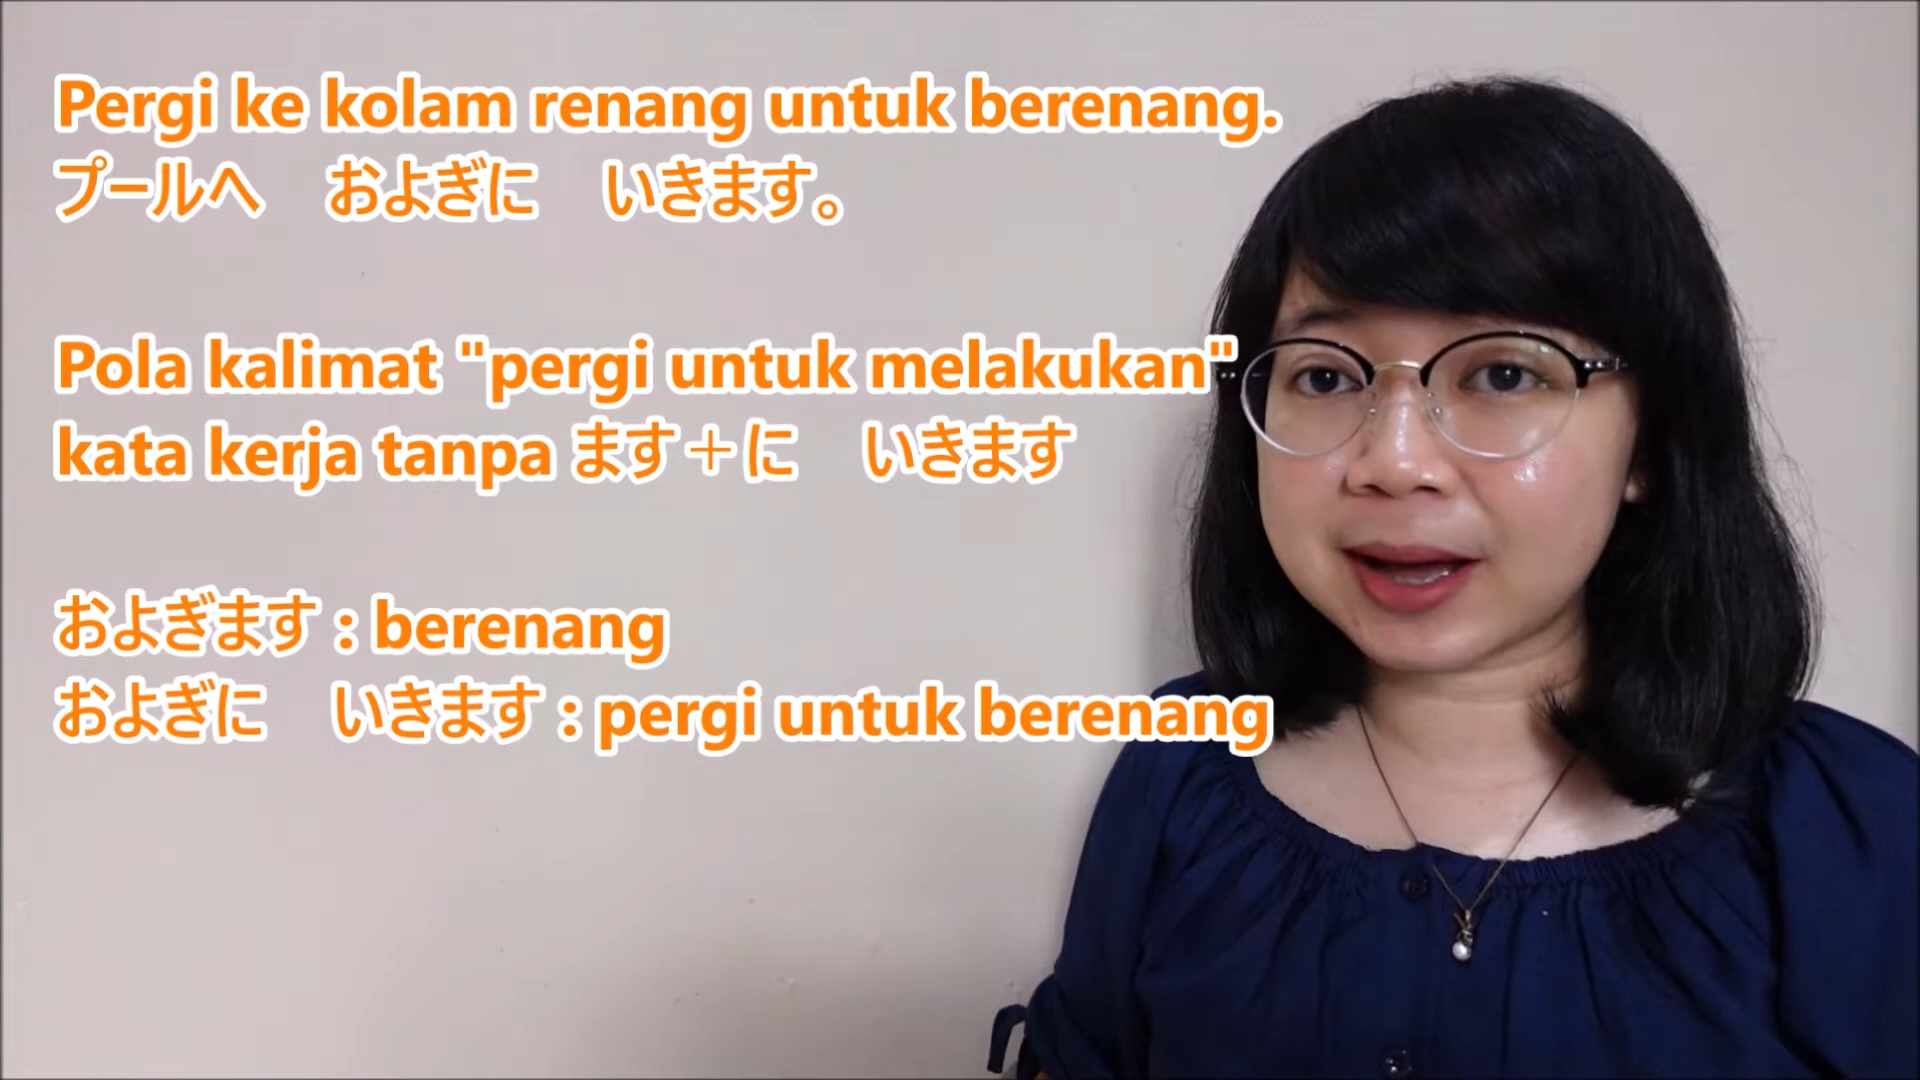 Pergi ke kolam renang untuk berenang.
プールへ　およぎに　いきます。
Pola kalimat "pergi untuk melakukan"
kata kerja tanpa ます＋に　いきます
およぎます : berenang
およぎに　いきます : pergi untuk berenang